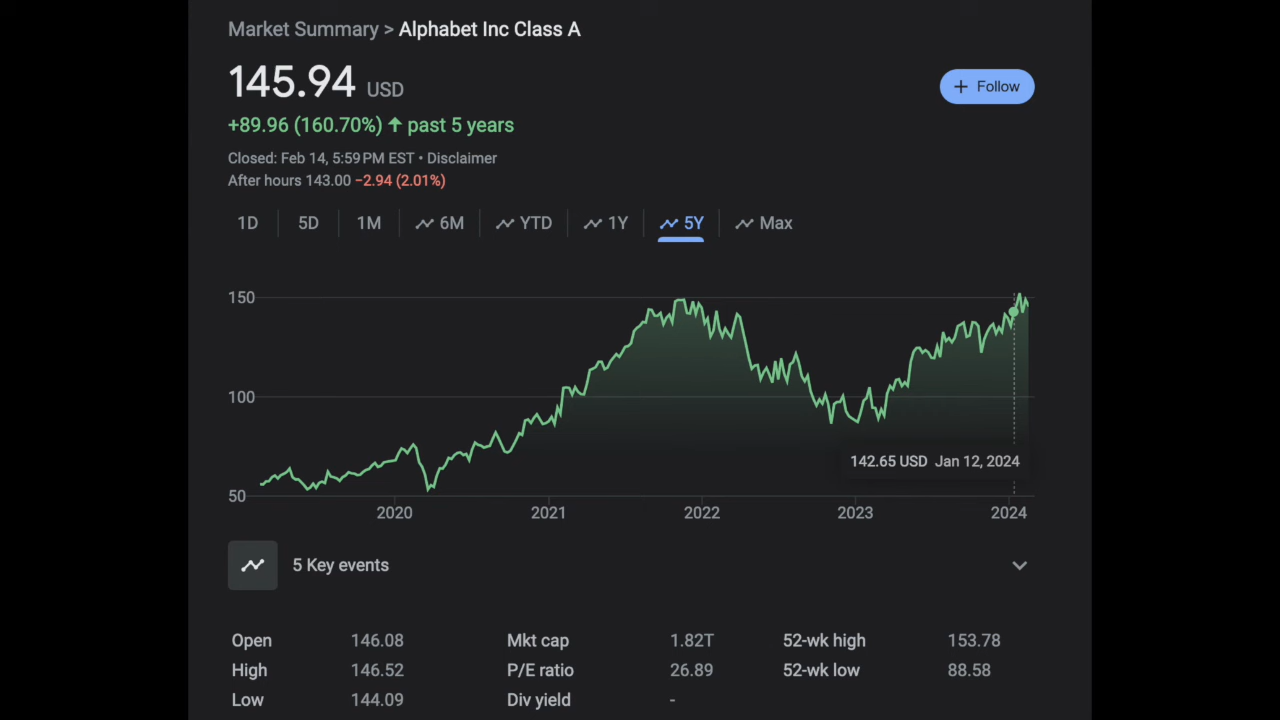 Market Summary > Alphabet Inc Class A
145.94 USD
+ Follow
+89.96 (160.70%) ↑ past 5 years
Closed: Feb 14, 5:59 PM EST • Disclaimer
After hours 143.00 −2.94 (2.01%)
1D 5D 1M 6M YTD 1Y 5Y Max
150
100
142.65 USD Jan 12, 2024
50
2020 2021 2022 2023 2024
5 Key events
Open 146.08 Mkt cap 1.82T 52-wk high 153.78
High 146.52 P/E ratio 26.89 52-wk low 88.58
Low 144.09 Div yield -